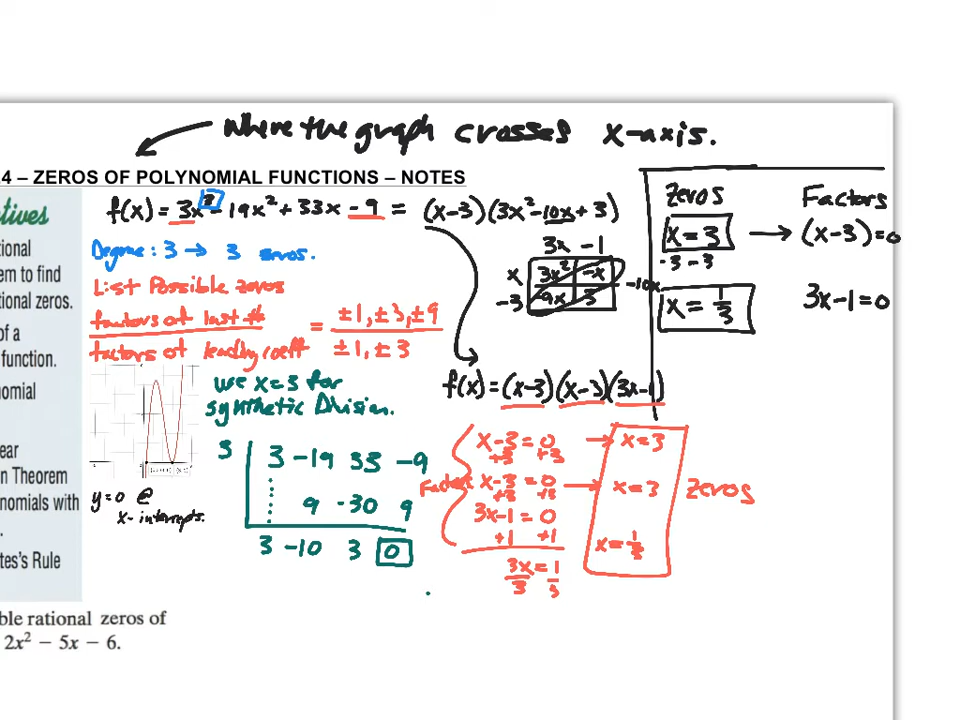 where the graph crosses x-axis.
.4 – ZEROS OF POLYNOMIAL FUNCTIONS – NOTES
f(x) = 3x³ - 19x² + 33x - 9 = (x-3)(3x²-10x+3)
Degree: 3 → 3 zeros.
List Possible zeros
factors of last #
factors of leading coeff
= ±1, ±3, ±9
±1, ±3
3x -1
x 3x² -x
-3 -9x 3
-10x
f(x) = (x-3)(x-3)(3x-1)
Zeros Factors
x = 3 → (x-3)=0
-3 -3
x = 1/3 3x-1=0
use x=3 for
synthetic Division.
3 3 -19 33 -9
9 -30 9
3 -10 3 0
y=0 @
x-intercepts.
Factors
x-3=0 → x=3
+3 +3
x-3=0 → x=3
+3 +3
3x-1=0
+1 +1
3x = 1
3 3
x=1/3
Zeros
ctives
tional
em to find
tional zeros.
of a
function.
nomial
ear
n Theorem
nomials with
.
tes's Rule
ble rational zeros of
2x² − 5x − 6.